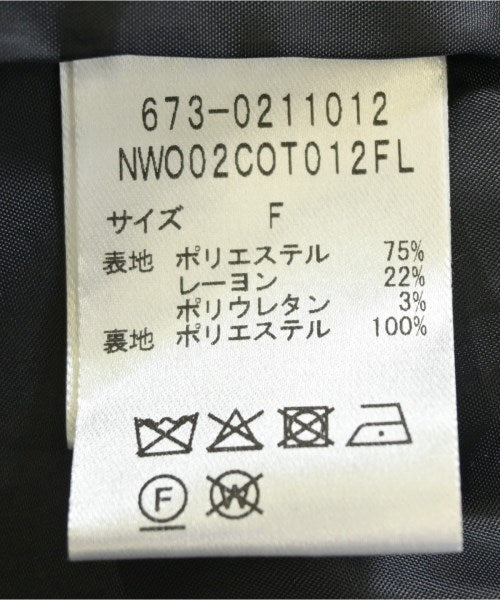 673-0211012
NWO02COT012FL
サイズ F
表地 ポリエステル 75%
レーヨン 22%
ポリウレタン 3%
裏地 ポリエステル 100%
F W